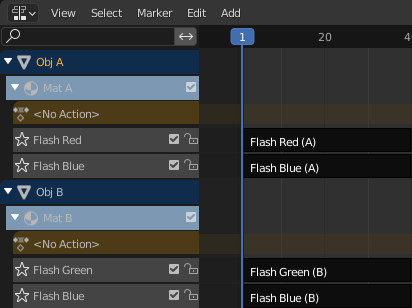 View Select Marker Edit Add
1 20
Obj A
Mat A
<No Action>
Flash Red Flash Red (A)
Flash Blue Flash Blue (A)
Obj B
Mat B
<No Action>
Flash Green Flash Green (B)
Flash Blue Flash Blue (B)